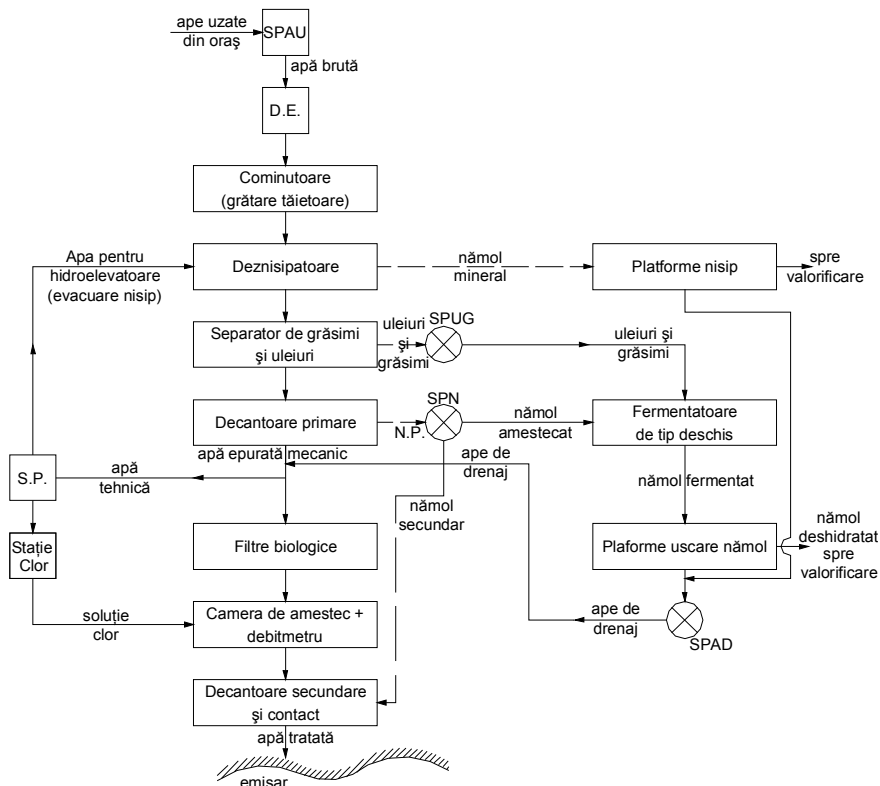 ape uzate
din oraş
SPAU
apă brută
D.E.
Cominutoare
(grătare tăietoare)
Apa pentru
hidroelevatoare
(evacuare nisip)
Deznisipatoare
nămol
mineral
Platforme nisip
spre
valorificare
Separator de grăsimi
şi uleiuri
uleiuri
şi
grăsimi
SPUG
uleiuri şi
grăsimi
Decantoare primare
N.P.
SPN
nămol
amestecat
Fermentatoare
de tip deschis
apă epurată mecanic
ape de
drenaj
S.P.
apă
tehnică
nămol
secundar
nămol fermentat
Staţie
Clor
Filtre biologice
Plaforme uscare nămol
nămol
deshidratat
spre
valorificare
soluţie
clor
Camera de amestec +
debitmetru
ape de
drenaj
SPAD
Decantoare secundare
şi contact
apă tratată
emisar